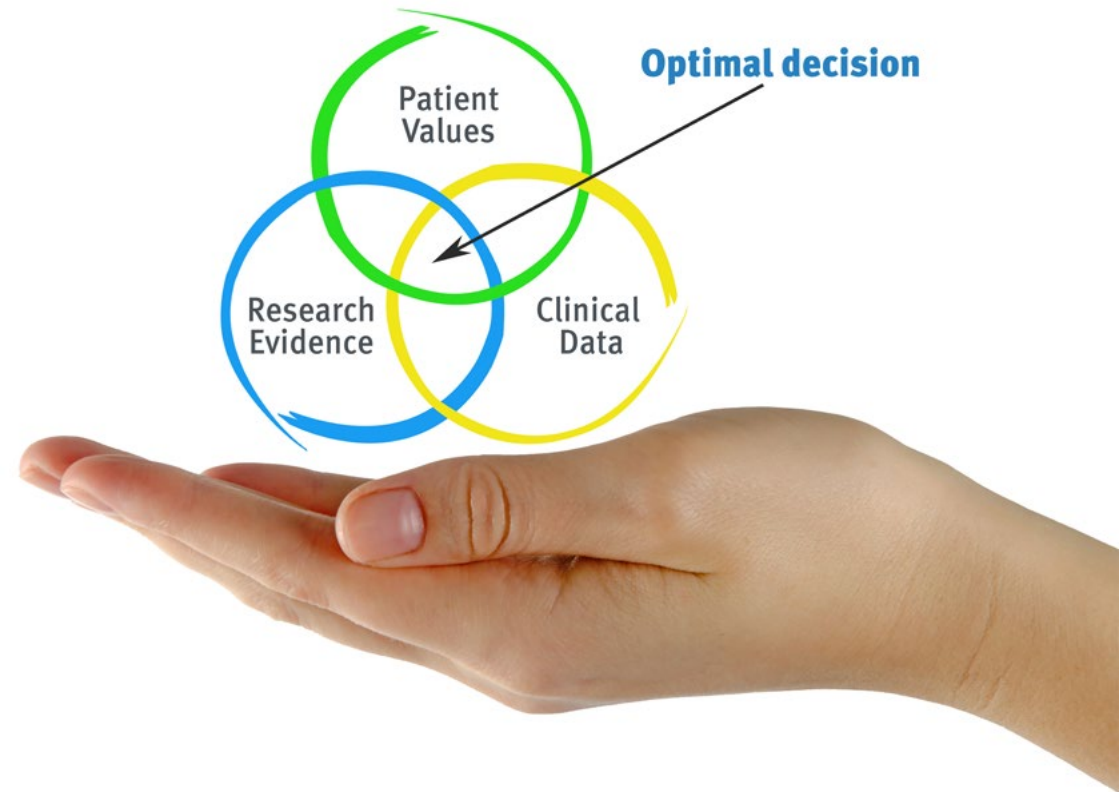 Optimal decision
Patient
Values
Research
Evidence
Clinical
Data